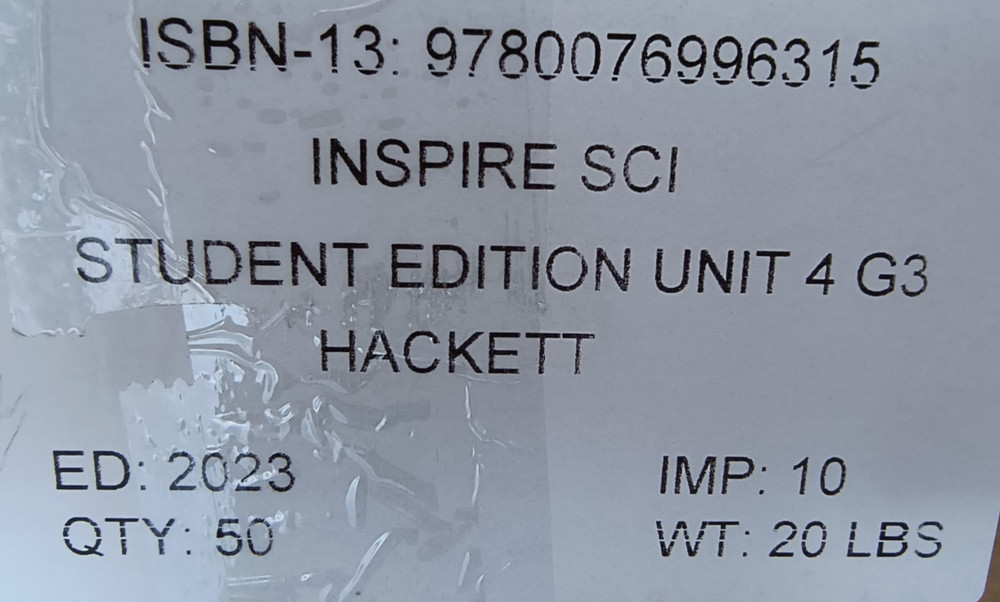 ISBN-13: 9780076996315
INSPIRE SCI
STUDENT EDITION UNIT 4 G3
HACKETT
ED: 2023
IMP: 10
QTY: 50
WT: 20 LBS